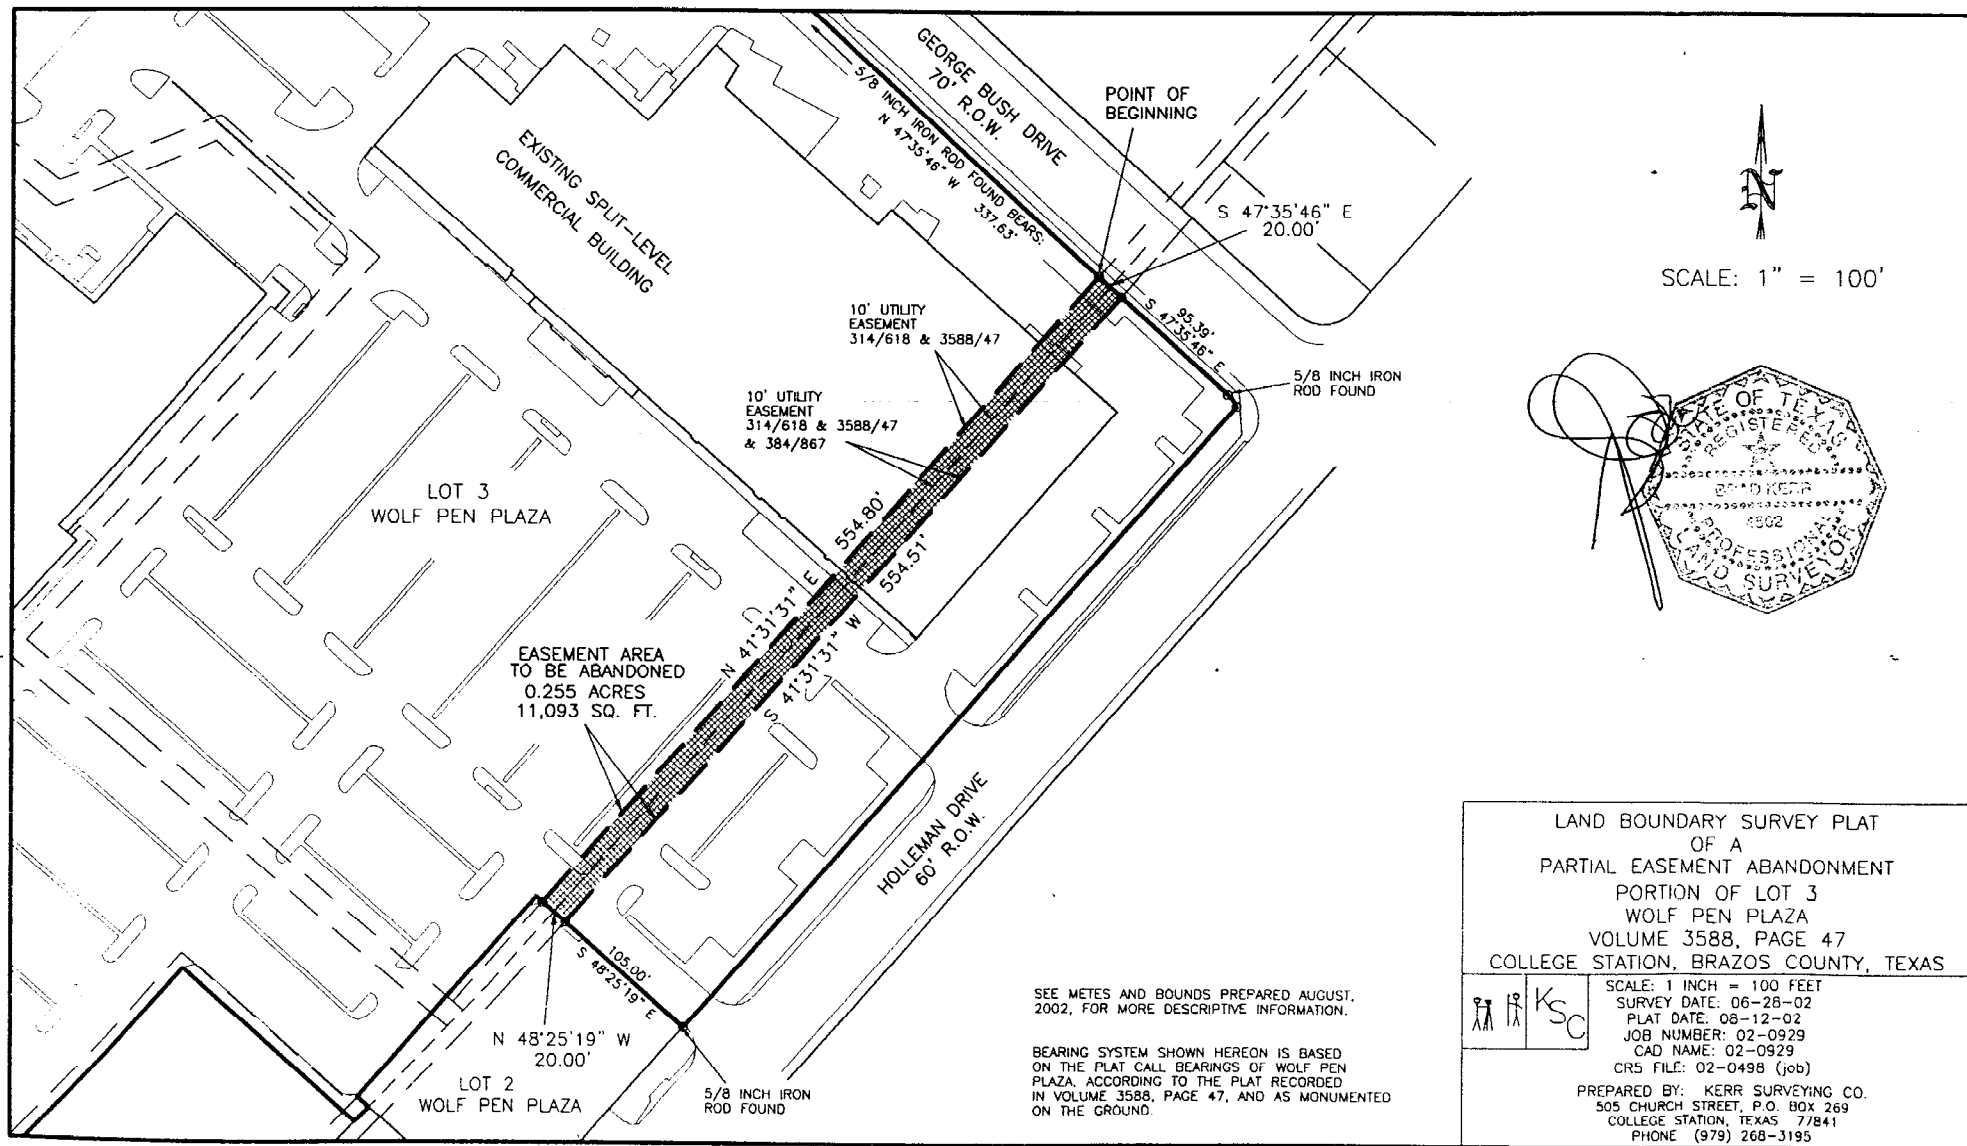 GEORGE BUSH DRIVE
70' R.O.W.
5/8 INCH IRON ROD FOUND BEARS:
N 47°35'46" W
337.63'
POINT OF
BEGINNING
S 47°35'46" E
20.00'
EXISTING SPLIT-LEVEL
COMMERCIAL BUILDING
N
SCALE: 1" = 100'
10' UTILITY
EASEMENT
314/618 & 3588/47
95.39'
S 47°35'46" E
5/8 INCH IRON
ROD FOUND
10' UTILITY
EASEMENT
314/618 & 3588/47
& 384/867
STATE OF TEXAS
REGISTERED
BRAD KERR
4502
PROFESSIONAL
LAND SURVEYOR
LOT 3
WOLF PEN PLAZA
554.80'
554.51'
N 41°31'31" E
S 41°31'31" W
EASEMENT AREA
TO BE ABANDONED
0.255 ACRES
11,093 SQ. FT.
HOLLEMAN DRIVE
60' R.O.W.
105.00'
S 48°25'19" E
N 48°25'19" W
20.00'
LOT 2
WOLF PEN PLAZA
5/8 INCH IRON
ROD FOUND
SEE METES AND BOUNDS PREPARED AUGUST,
2002, FOR MORE DESCRIPTIVE INFORMATION.
BEARING SYSTEM SHOWN HEREON IS BASED
ON THE PLAT CALL BEARINGS OF WOLF PEN
PLAZA, ACCORDING TO THE PLAT RECORDED
IN VOLUME 3588, PAGE 47, AND AS MONUMENTED
ON THE GROUND.
LAND BOUNDARY SURVEY PLAT
OF A
PARTIAL EASEMENT ABANDONMENT
PORTION OF LOT 3
WOLF PEN PLAZA
VOLUME 3588, PAGE 47
COLLEGE STATION, BRAZOS COUNTY, TEXAS
KSC
SCALE: 1 INCH = 100 FEET
SURVEY DATE: 06-28-02
PLAT DATE: 08-12-02
JOB NUMBER: 02-0929
CAD NAME: 02-0929
CR5 FILE: 02-0498 (job)
PREPARED BY: KERR SURVEYING CO.
505 CHURCH STREET, P.O. BOX 269
COLLEGE STATION, TEXAS 77841
PHONE (979) 268-3195